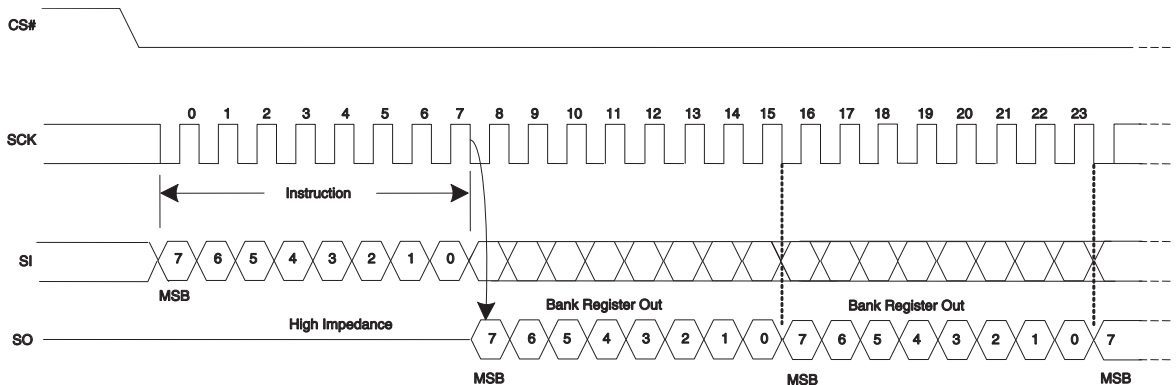 CS#
0 1 2 3 4 5 6 7 8 9 10 11 12 13 14 15 16 17 18 19 20 21 22 23
SCK
Instruction
SI 7 6 5 4 3 2 1 0
MSB
High Impedance Bank Register Out Bank Register Out
SO 7 6 5 4 3 2 1 0 7 6 5 4 3 2 1 0 7
MSB MSB MSB